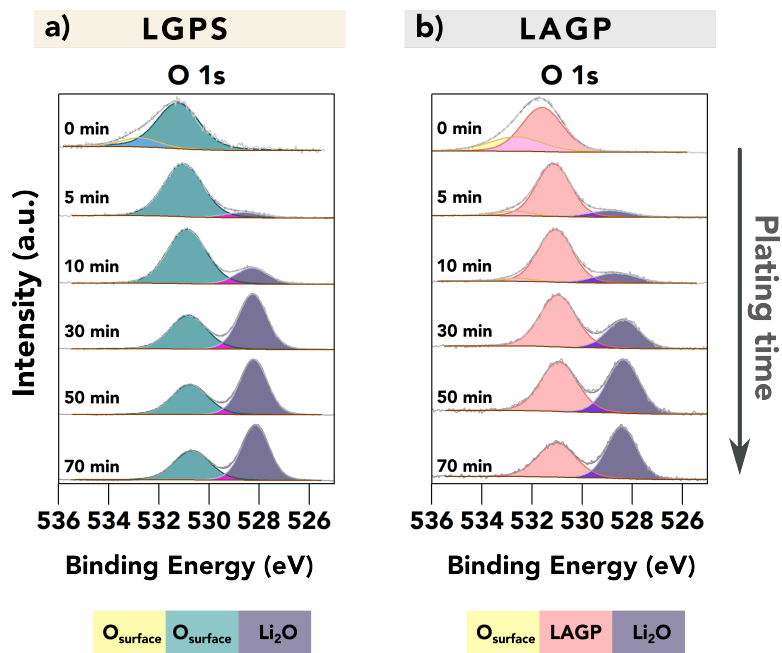 a) LGPS
O 1s
0 min
5 min
10 min
30 min
50 min
70 min
536 534 532 530 528 526
Binding Energy (eV)
Intensity (a.u.)
Osurface Osurface Li2O
b) LAGP
O 1s
0 min
5 min
10 min
30 min
50 min
70 min
536 534 532 530 528 526
Binding Energy (eV)
Plating time
Osurface LAGP Li2O